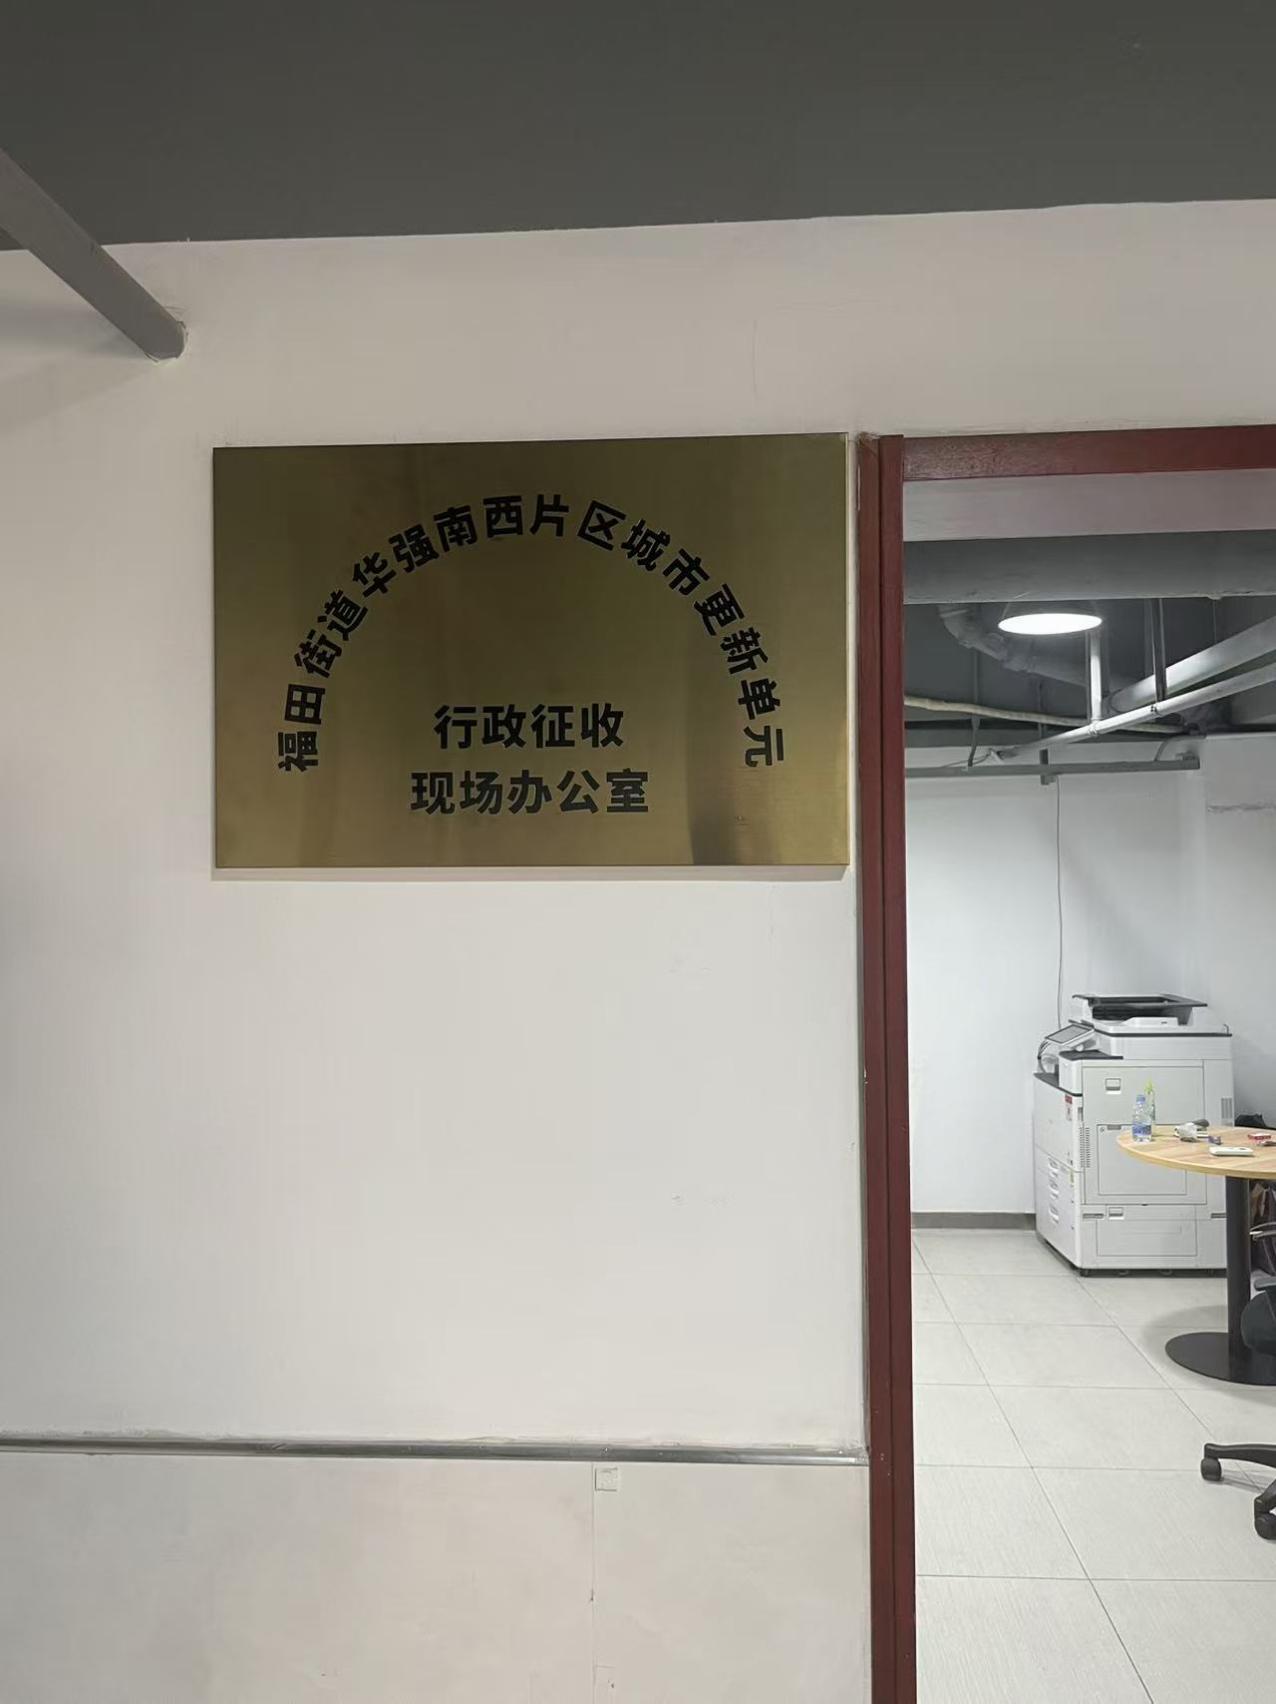 福田街道华强南西片区城市更新单元
行政征收
现场办公室